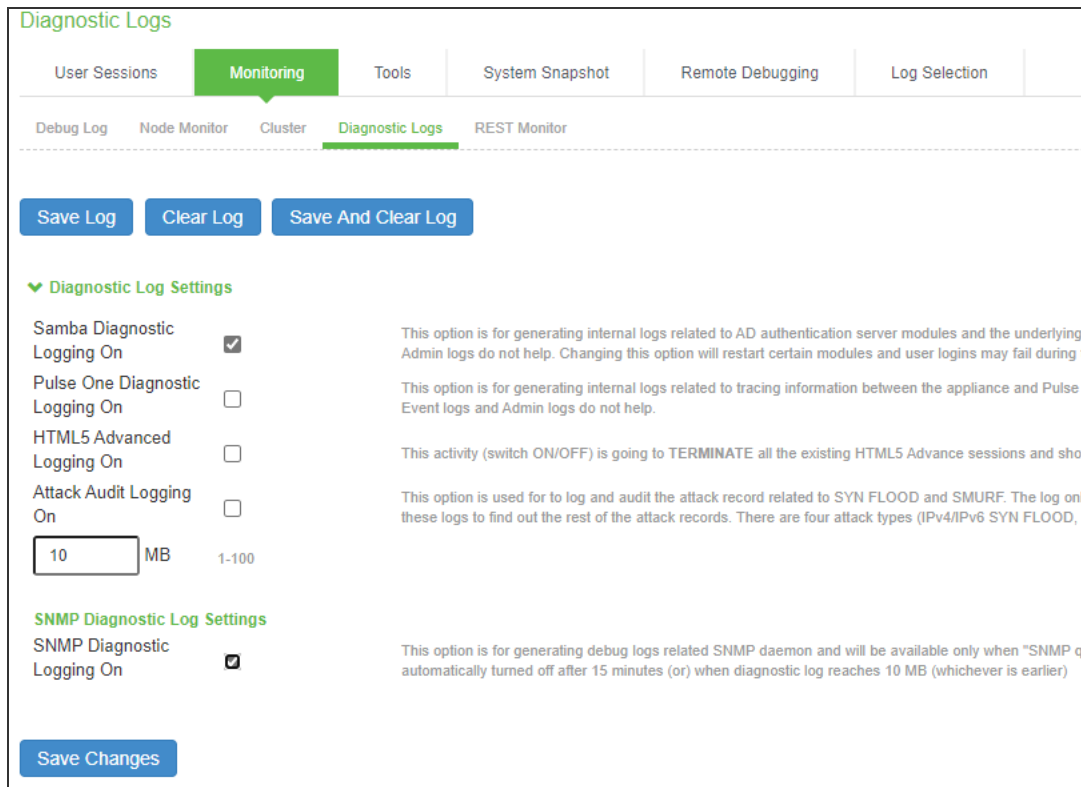 Diagnostic Logs
User Sessions Monitoring Tools System Snapshot Remote Debugging Log Selection
Debug Log Node Monitor Cluster Diagnostic Logs REST Monitor
Save Log Clear Log Save And Clear Log
Diagnostic Log Settings
Samba Diagnostic
Logging On
This option is for generating internal logs related to AD authentication server modules and the underlying
Admin logs do not help. Changing this option will restart certain modules and user logins may fail during
Pulse One Diagnostic
Logging On
This option is for generating internal logs related to tracing information between the appliance and Pulse
Event logs and Admin logs do not help.
HTML5 Advanced
Logging On
This activity (switch ON/OFF) is going to TERMINATE all the existing HTML5 Advance sessions and sho
Attack Audit Logging
On
This option is used for to log and audit the attack record related to SYN FLOOD and SMURF. The log onl
these logs to find out the rest of the attack records. There are four attack types (IPv4/IPv6 SYN FLOOD,
10 MB 1-100
SNMP Diagnostic Log Settings
SNMP Diagnostic
Logging On
This option is for generating debug logs related SNMP daemon and will be available only when "SNMP q
automatically turned off after 15 minutes (or) when diagnostic log reaches 10 MB (whichever is earlier)
Save Changes